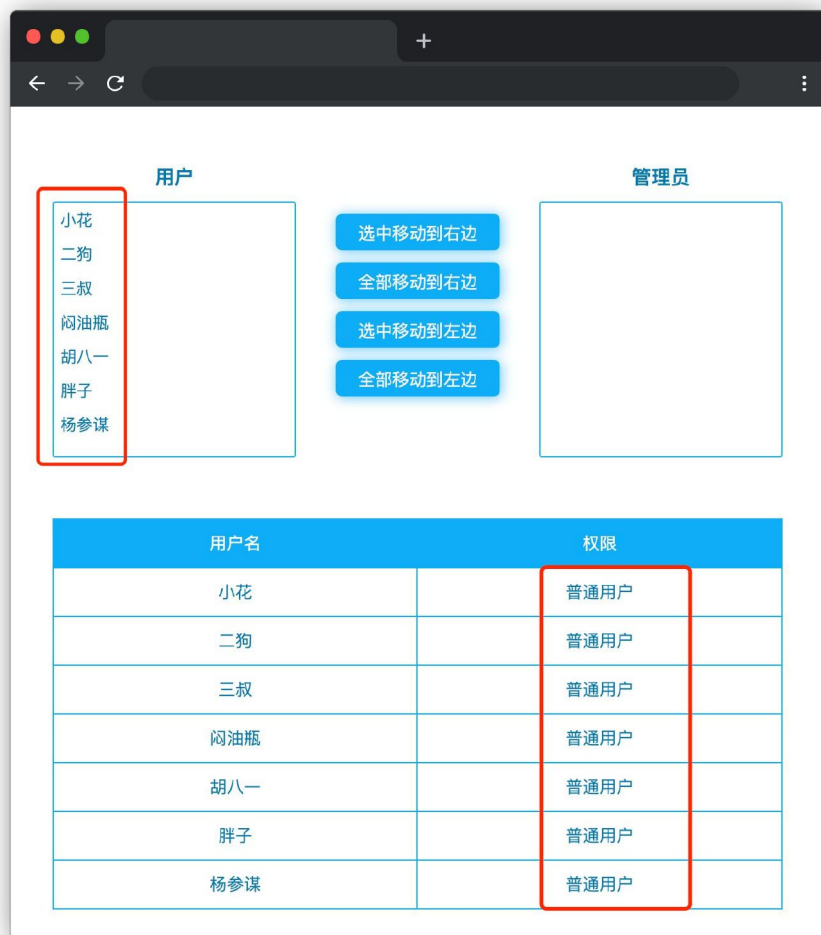 用户
管理员
小花
二狗
三叔
闷油瓶
胡八一
胖子
杨参谋
选中移动到右边
全部移动到右边
选中移动到左边
全部移动到左边
用户名 权限
小花 普通用户
二狗 普通用户
三叔 普通用户
闷油瓶 普通用户
胡八一 普通用户
胖子 普通用户
杨参谋 普通用户